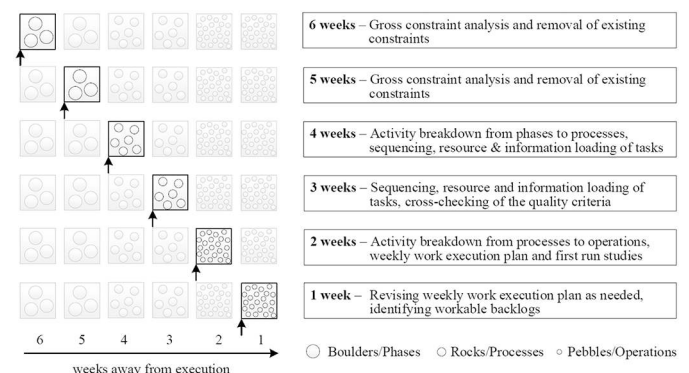 6 weeks – Gross constraint analysis and removal of existing
constraints
5 weeks – Gross constraint analysis and removal of existing
constraints
4 weeks – Activity breakdown from phases to processes,
sequencing, resource & information loading of tasks
3 weeks – Sequencing, resource and information loading of
tasks, cross-checking of the quality criteria
2 weeks – Activity breakdown from processes to operations,
weekly work execution plan and first run studies
1 week – Revising weekly work execution plan as needed,
identifying workable backlogs
6 5 4 3 2 1
weeks away from execution
Boulders/Phases Rocks/Processes Pebbles/Operations